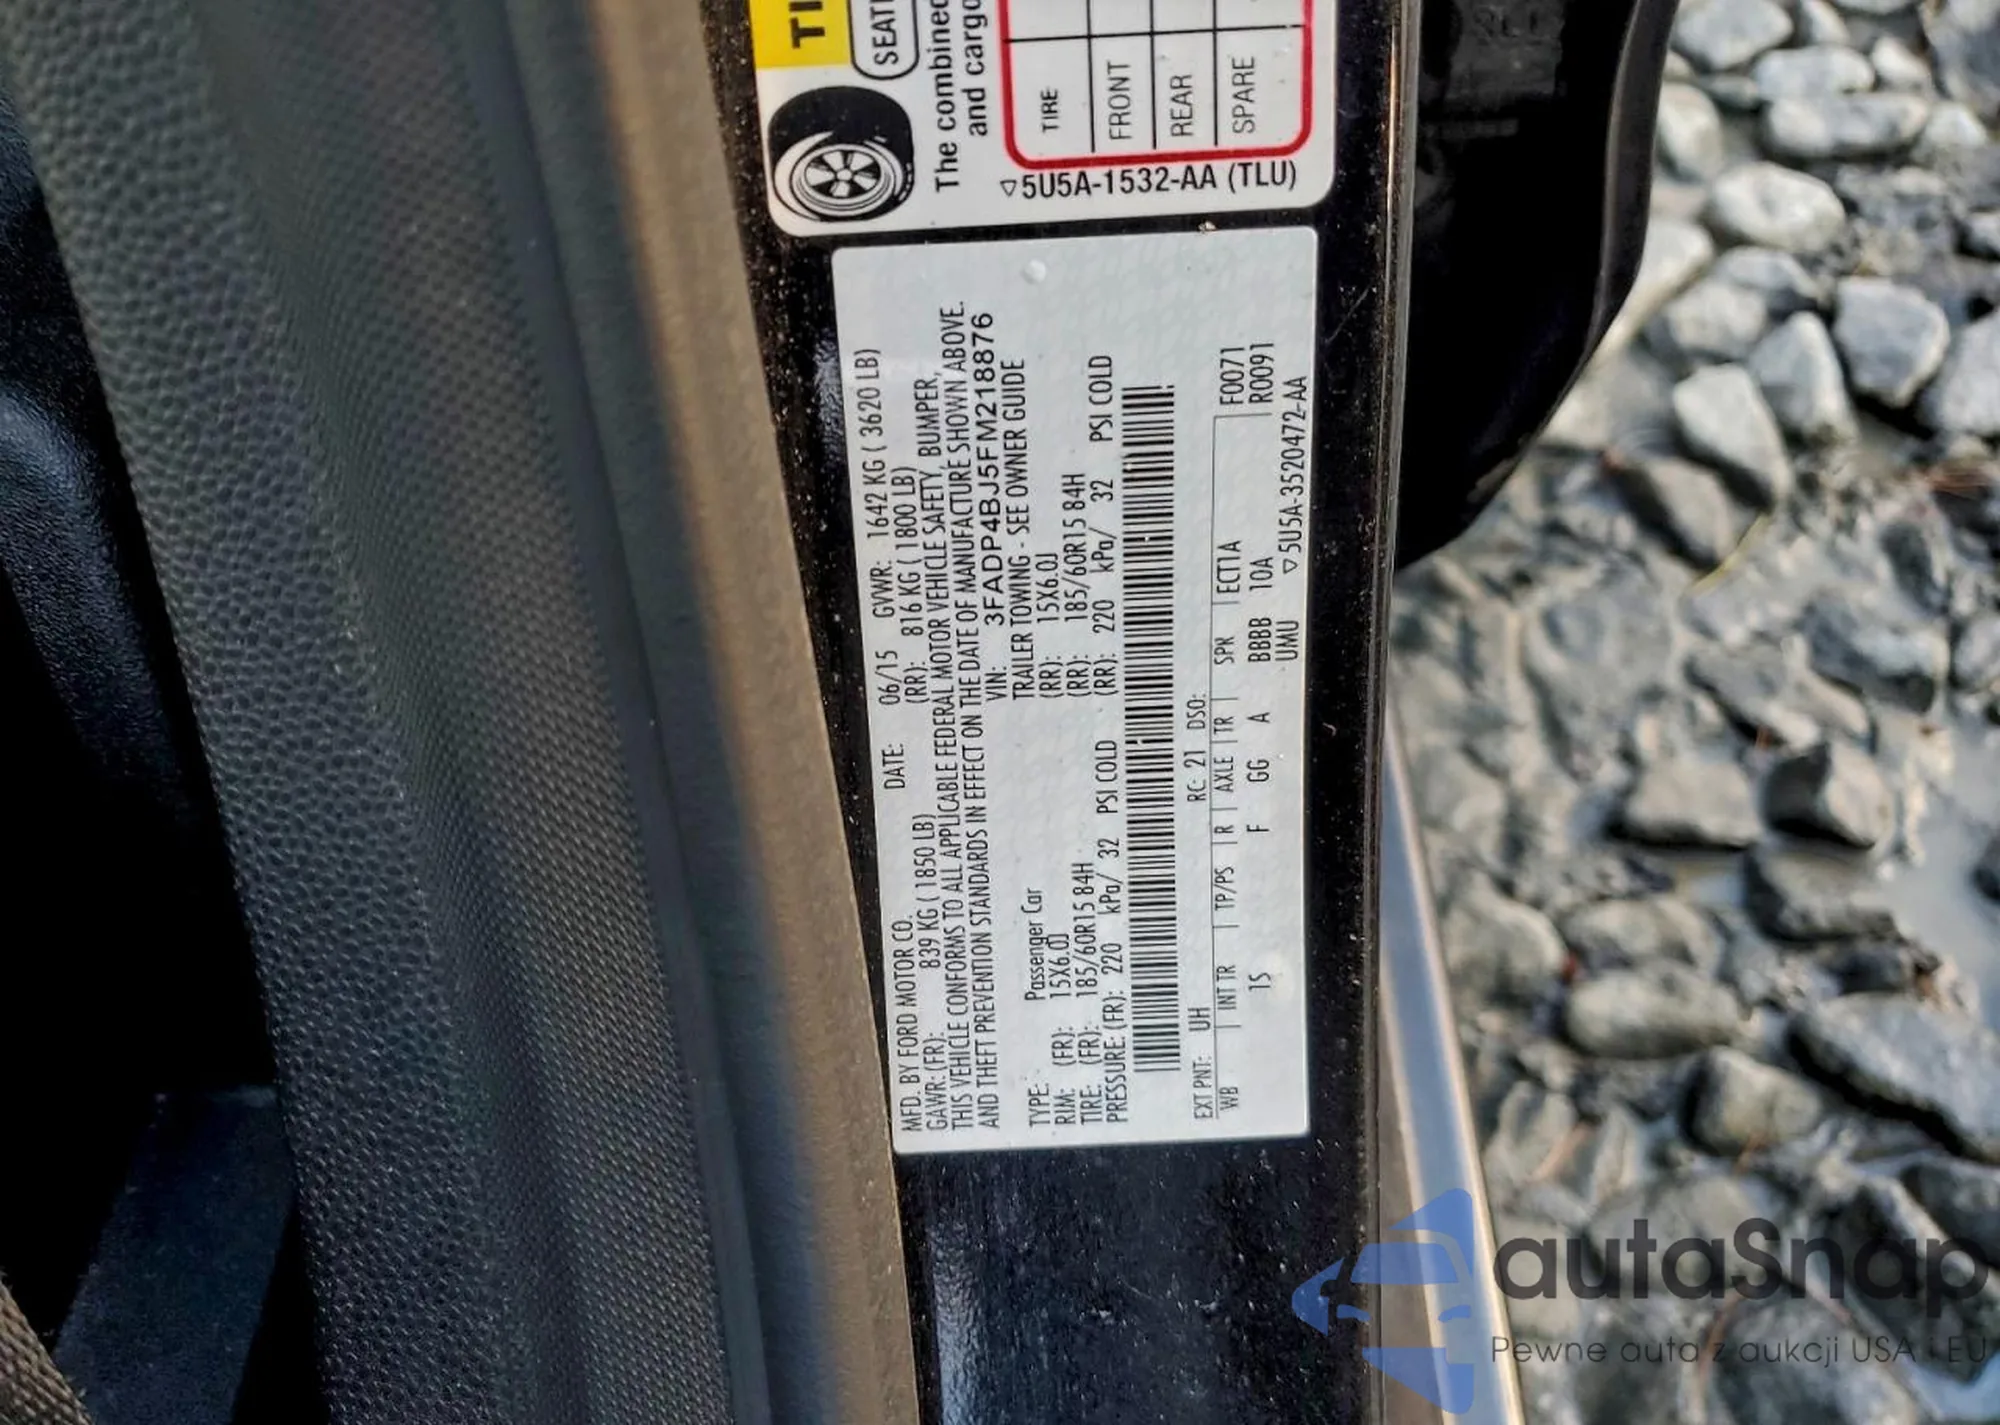 TI
SEATI
The combined
and cargo
TIRE
FRONT
REAR
SPARE
▽5U5A-1532-AA (TLU)
MFD. BY FORD MOTOR CO. DATE: 06/15 GVWR: 1642 KG ( 3620 LB)
GAWR: (FR): 839 KG ( 1850 LB) (RR): 816 KG ( 1800 LB)
THIS VEHICLE CONFORMS TO ALL APPLICABLE FEDERAL MOTOR VEHICLE SAFETY, BUMPER,
AND THEFT PREVENTION STANDARDS IN EFFECT ON THE DATE OF MANUFACTURE SHOWN ABOVE.
VIN: 3FADP4BJ5FM218876
TYPE: Passenger Car TRAILER TOWING - SEE OWNER GUIDE
RIM: (FR): 15X6.0J (RR): 15X6.0J
TIRE: (FR): 185/60R15 84H (RR): 185/60R15 84H
PRESSURE: (FR): 220 kPa/ 32 PSI COLD (RR): 220 kPa/ 32 PSI COLD
EXT PNT: UH RC: 21 DSO: F0071
WB | INT TR | TP/PS | R | AXLE | TR | SPR | ECT1A R0091
1S F GG A BBBB 10A
UMU ▽5U5A-3520472-AA
autaSnap
Pewne auta z aukcji USA i EU